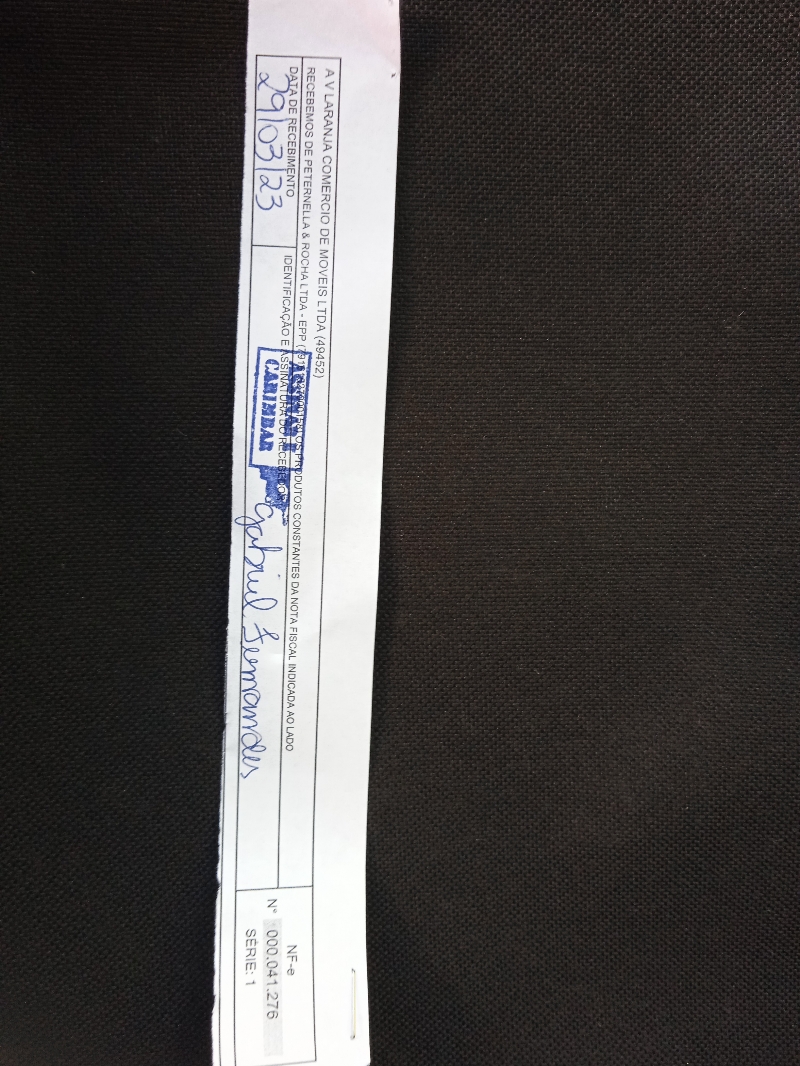 A V LARANJA COMERCIO DE MOVEIS LTDA (49452)
RECEBEMOS DE PETERNELLA & ROCHA LTDA - EPP OS PRODUTOS CONSTANTES DA NOTA FISCAL INDICADA AO LADO
DATA DE RECEBIMENTO
29/03/23
IDENTIFICAÇÃO E ASSINATURA DO RECEBEDOR
CARIMBAR
Gabriel Fernandes
NF-e
Nº 000.041.276
SÉRIE: 1